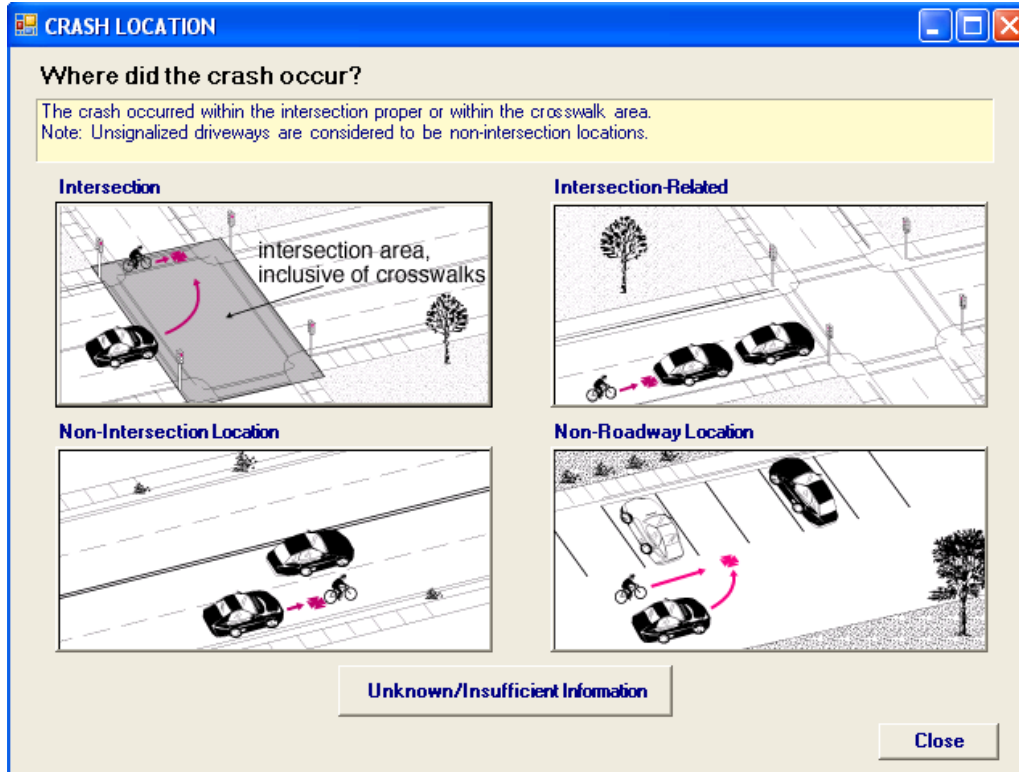 CRASH LOCATION
Where did the crash occur?
The crash occurred within the intersection proper or within the crosswalk area.
Note: Unsignalized driveways are considered to be non-intersection locations.
Intersection
Intersection-Related
intersection area,
inclusive of crosswalks
Non-Intersection Location
Non-Roadway Location
Unknown/Insufficient Information
Close